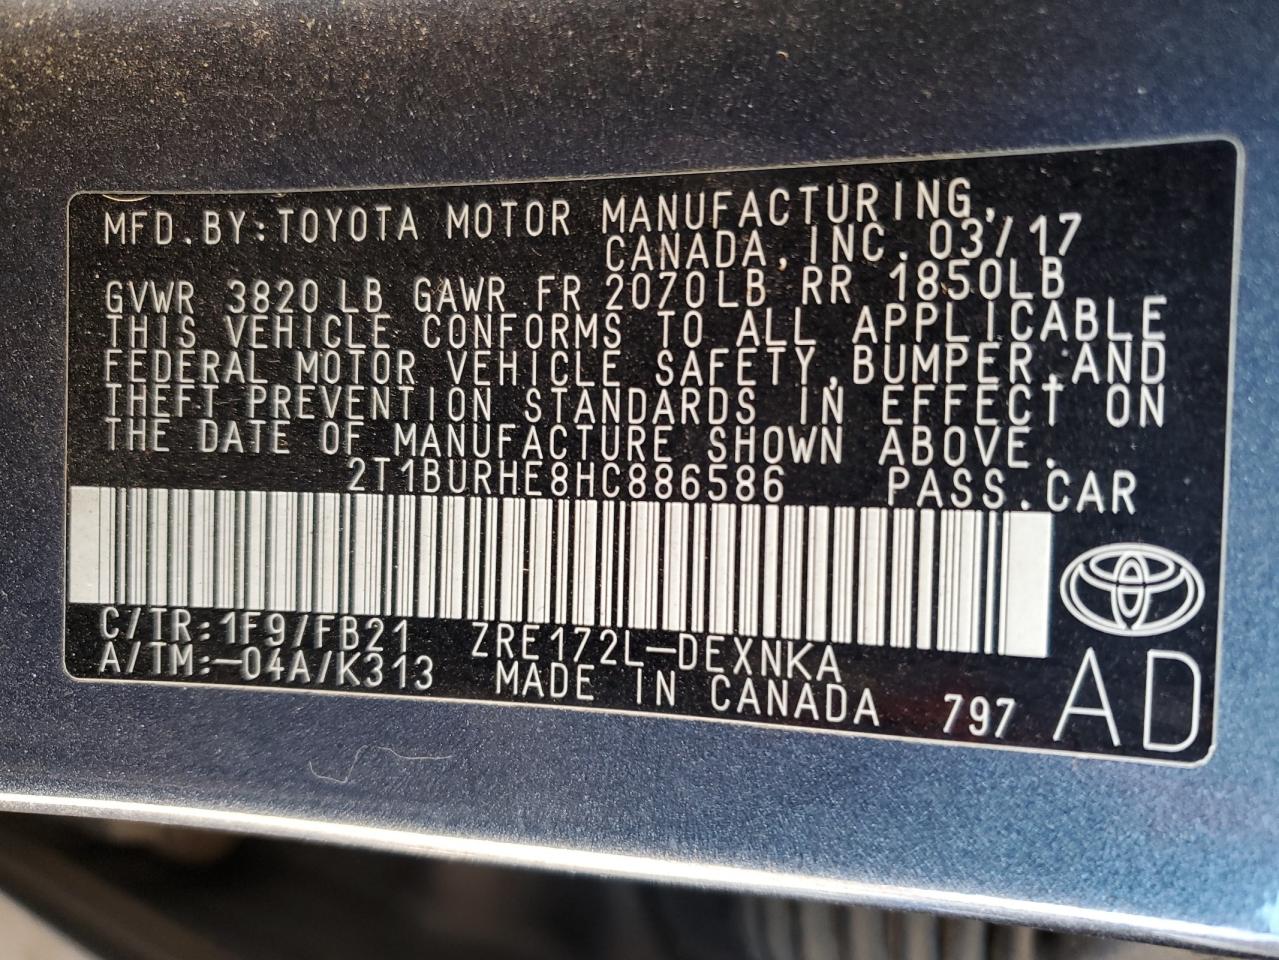 MFD.BY:TOYOTA MOTOR MANUFACTURING,
CANADA,INC.03/17
GVWR 3820LB GAWR FR 2070LB RR 1850LB
THIS VEHICLE CONFORMS TO ALL APPLICABLE
FEDERAL MOTOR VEHICLE SAFETY,BUMPER,AND
THEFT PREVENTION STANDARDS IN EFFECT ON
THE DATE OF MANUFACTURE SHOWN ABOVE.
2T1BURHE8HC886586 PASS.CAR
C/TR:1F9/FB21 ZRE172L-DEXNKA
A/TM:-04A/K313 MADE IN CANADA 797 AD